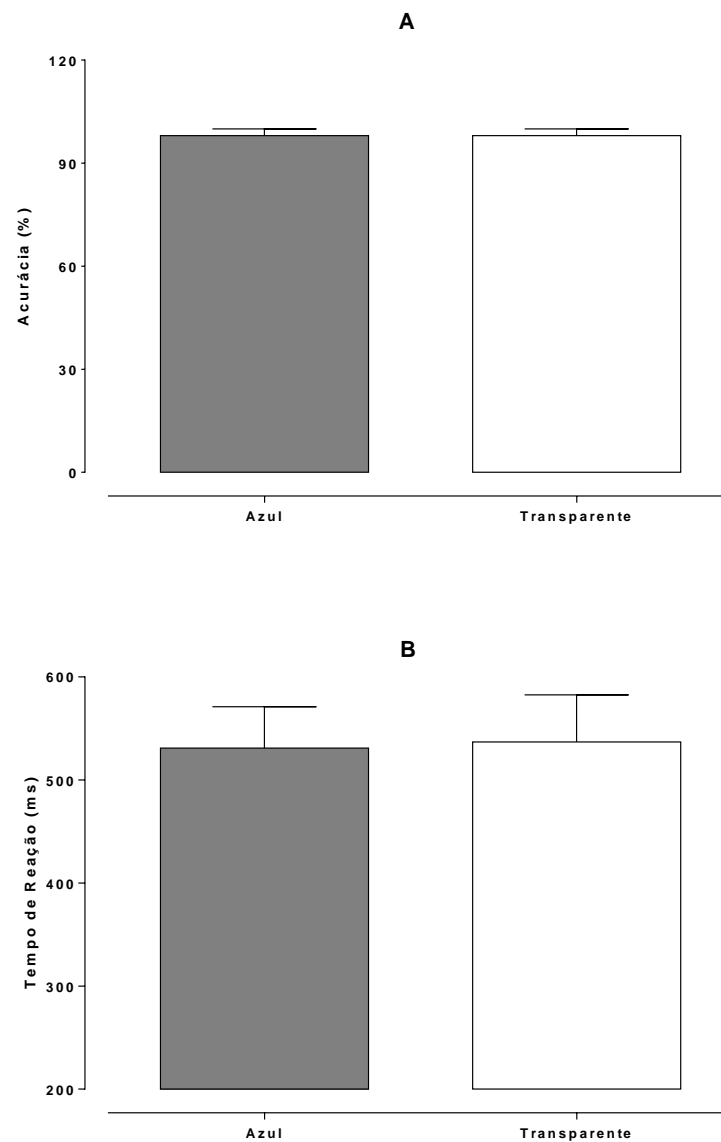 A
120
90
60
30
0
Acurácia (%)
Azul
Transparente
B
600
500
400
300
200
Tempo de Reação (ms)
Azul
Transparente